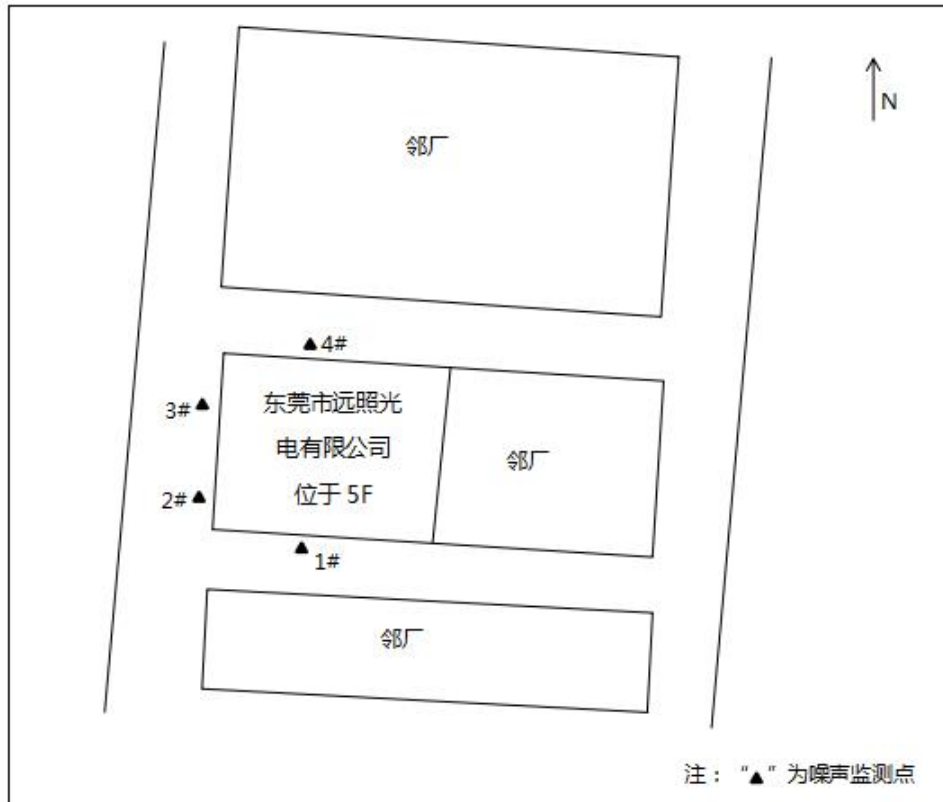 邻厂
N
▲4#
3#▲
东莞市远照光
电有限公司
位于 5F
邻厂
2#▲
▲1#
邻厂
注： “▲” 为噪声监测点